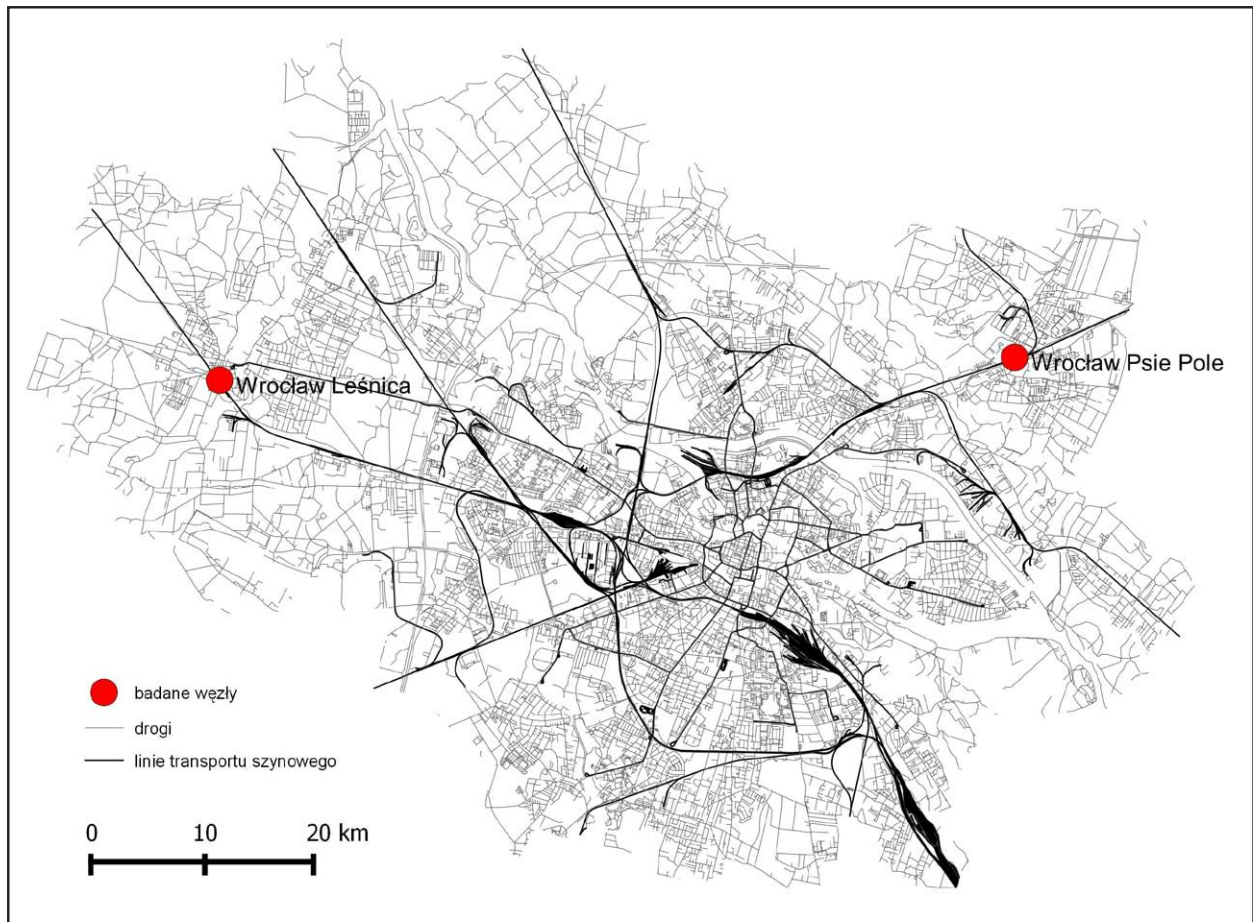 Wrocław Psie Pole
Wrocław Leśnica
badane węzły
drogi
linie transportu szynowego
0 10 20 km